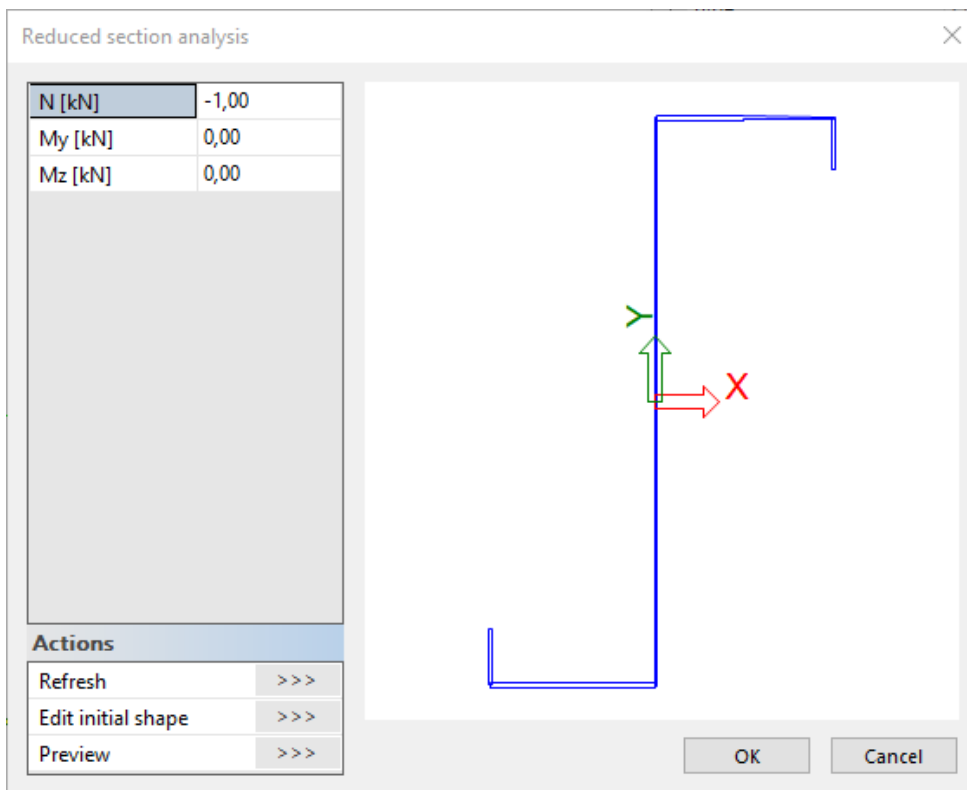 Reduced section analysis
N [kN] -1,00
My [kN] 0,00
Mz [kN] 0,00
Y
X
Actions
Refresh >>>
Edit initial shape >>>
Preview >>>
OK Cancel